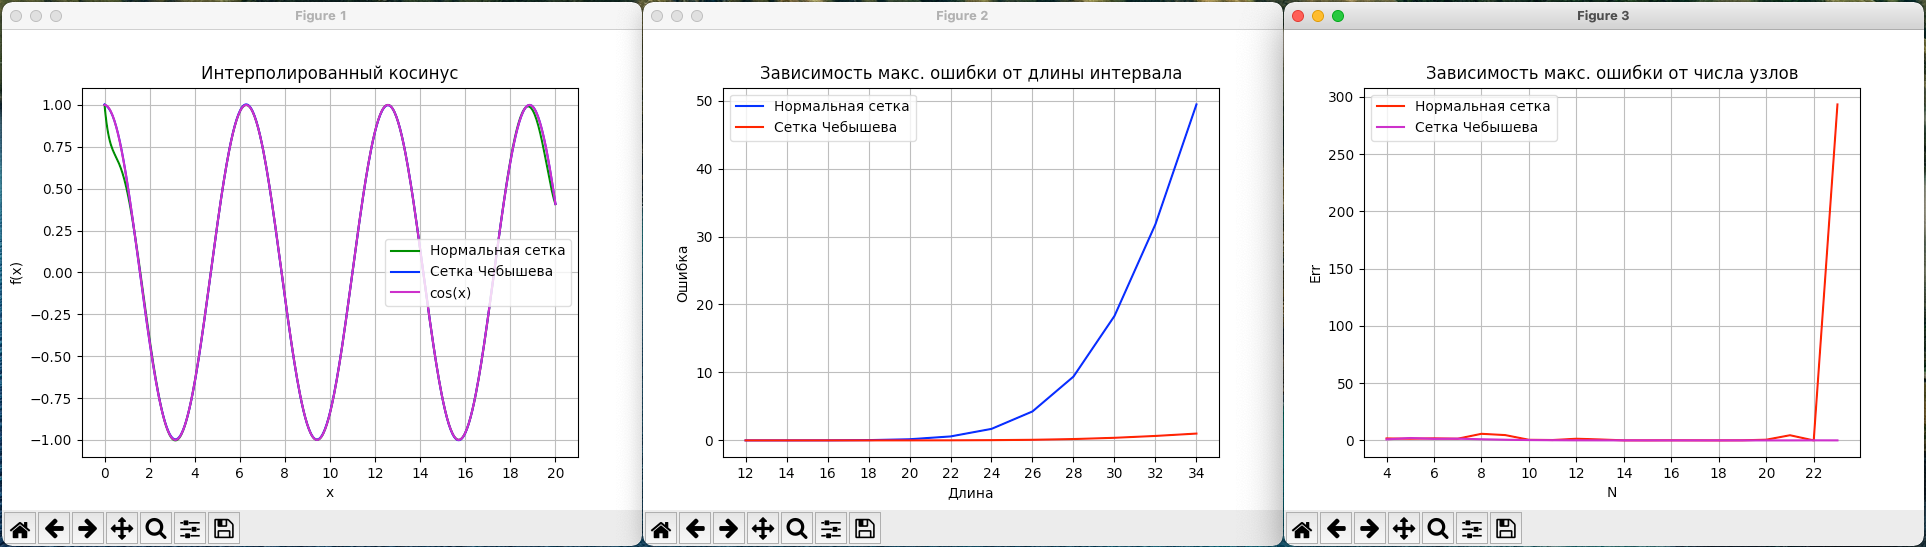 Figure 1
Интерполированный косинус
f(x)
1.00
0.75
0.50
0.25
0.00
−0.25
−0.50
−0.75
−1.00
Нормальная сетка
Сетка Чебышева
cos(x)
0 2 4 6 8 10 12 14 16 18 20
x
Figure 2
Зависимость макс. ошибки от длины интервала
Ошибка
50
40
30
20
10
0
Нормальная сетка
Сетка Чебышева
12 14 16 18 20 22 24 26 28 30 32 34
Длина
Figure 3
Зависимость макс. ошибки от числа узлов
Err
300
250
200
150
100
50
0
Нормальная сетка
Сетка Чебышева
4 6 8 10 12 14 16 18 20 22
N